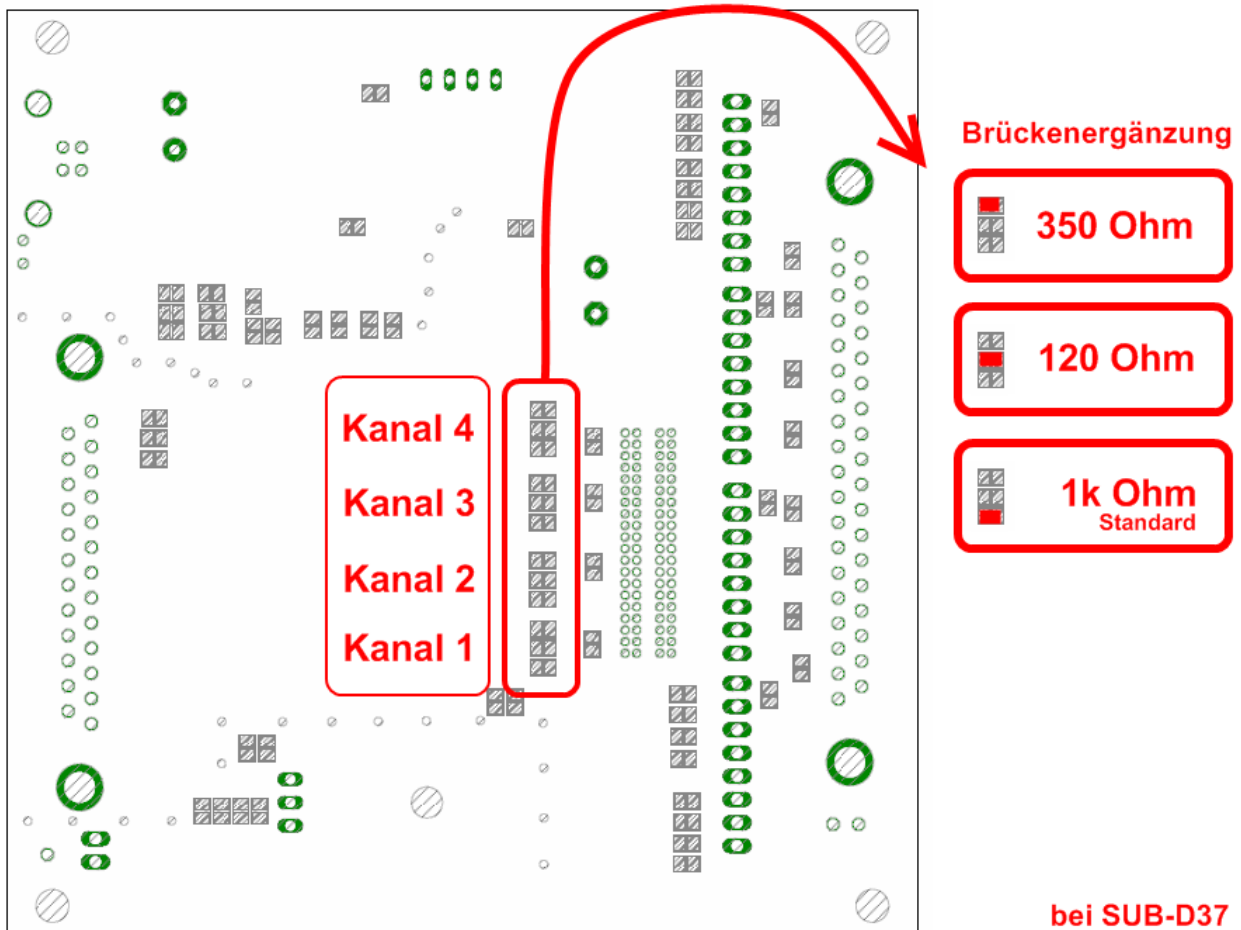 Brückenergänzung
350 Ohm
120 Ohm
1k Ohm
Standard
Kanal 4
Kanal 3
Kanal 2
Kanal 1
bei SUB-D37